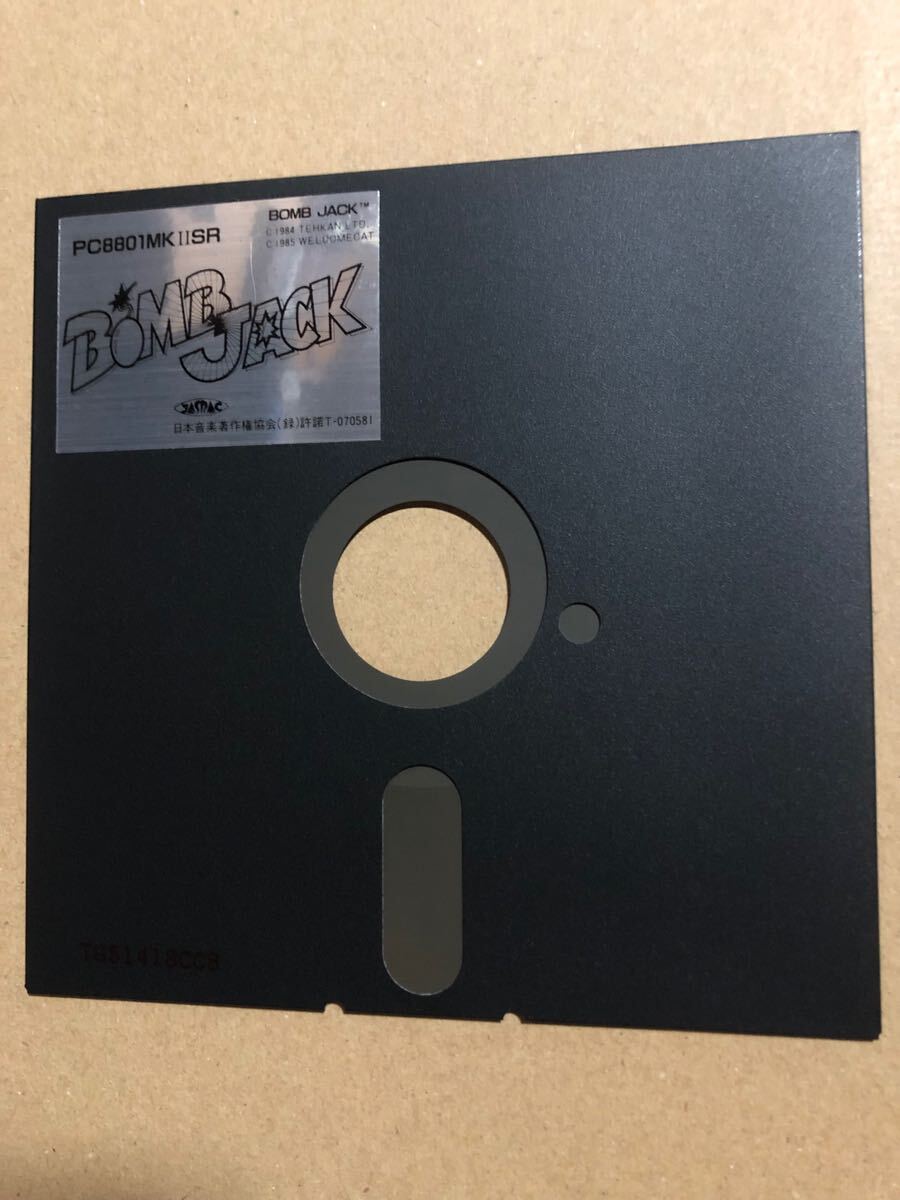 PC8801MKⅡSR
BOMB JACK™
©1984 TEHKAN LTD.
©1985 WELCOMECAT
BOMB
JACK
JASRAC
日本音楽著作権協会(録)許諾T-070581
TG51418CC8